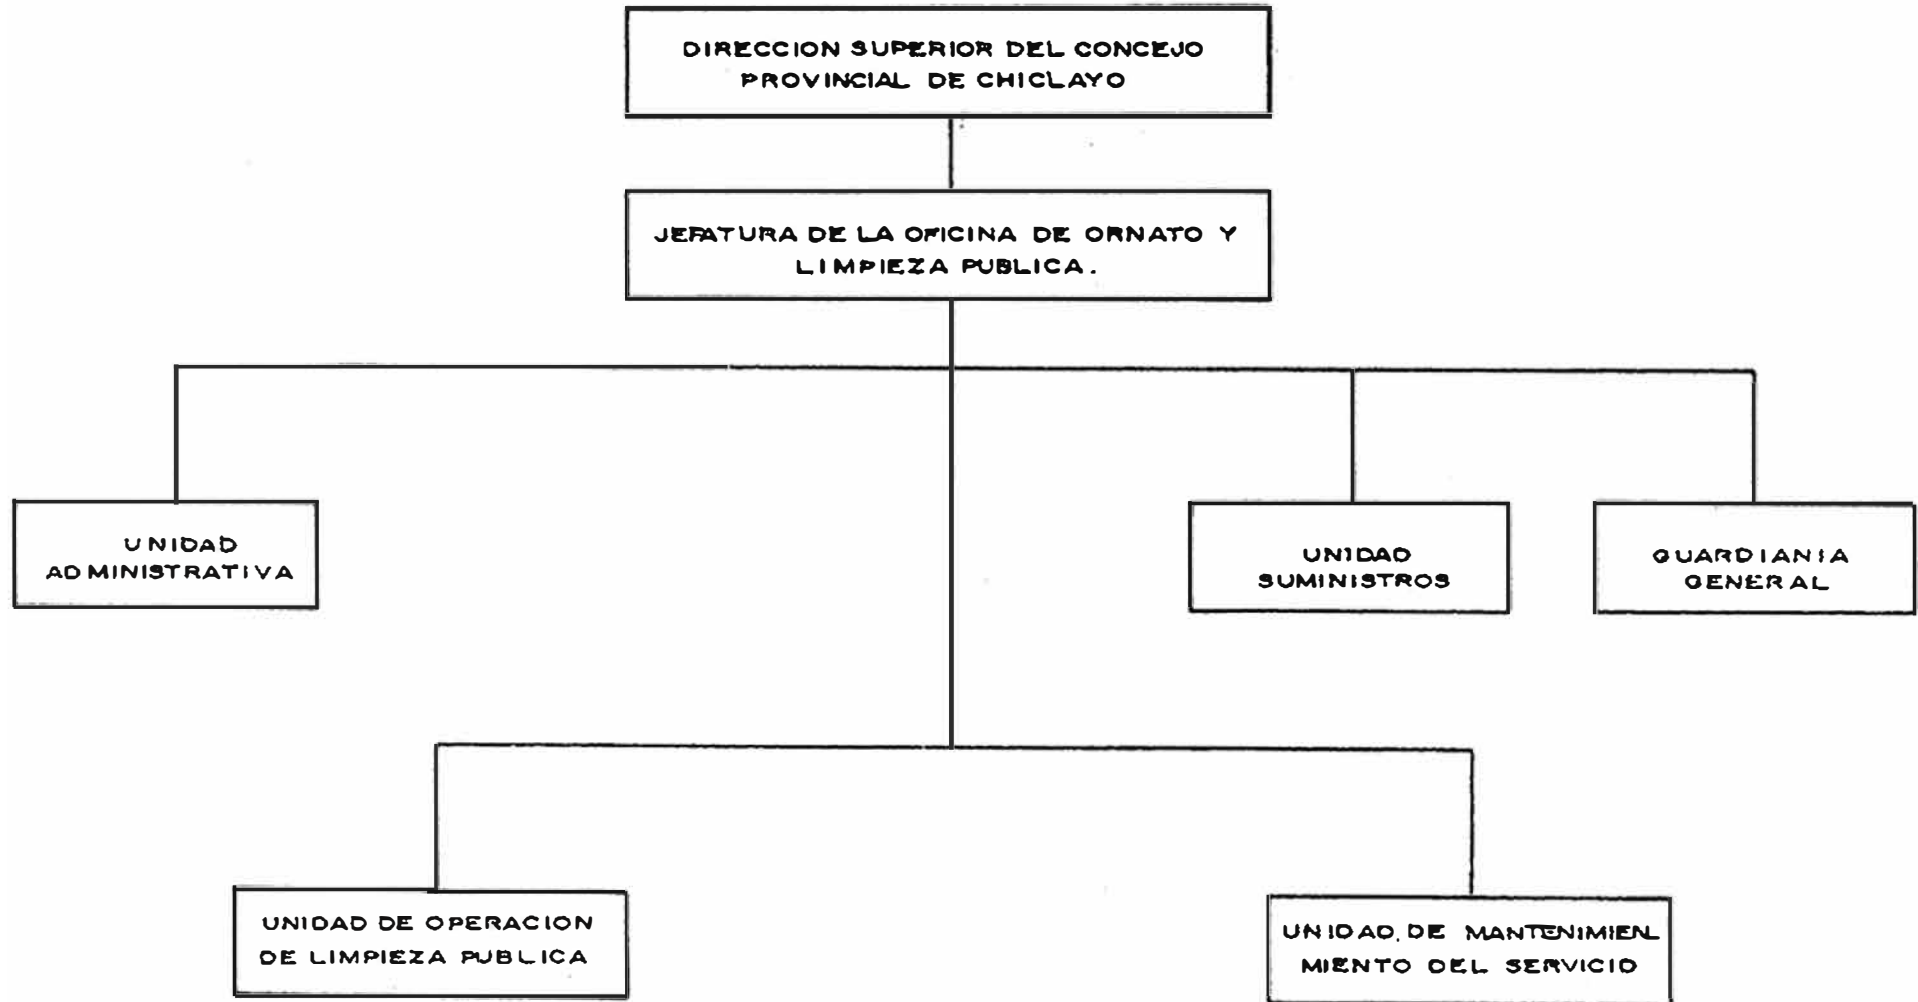 DIRECCION SUPERIOR DEL CONCEJO
PROVINCIAL DE CHICLAYO
JEFATURA DE LA OFICINA DE ORNATO Y
LIMPIEZA PUBLICA.
UNIDAD
ADMINISTRATIVA
UNIDAD
SUMINISTROS
GUARDIANIA
GENERAL
UNIDAD DE OPERACION
DE LIMPIEZA PUBLICA
UNIDAD. DE MANTENIMIEN
MIENTO DEL SERVICIO